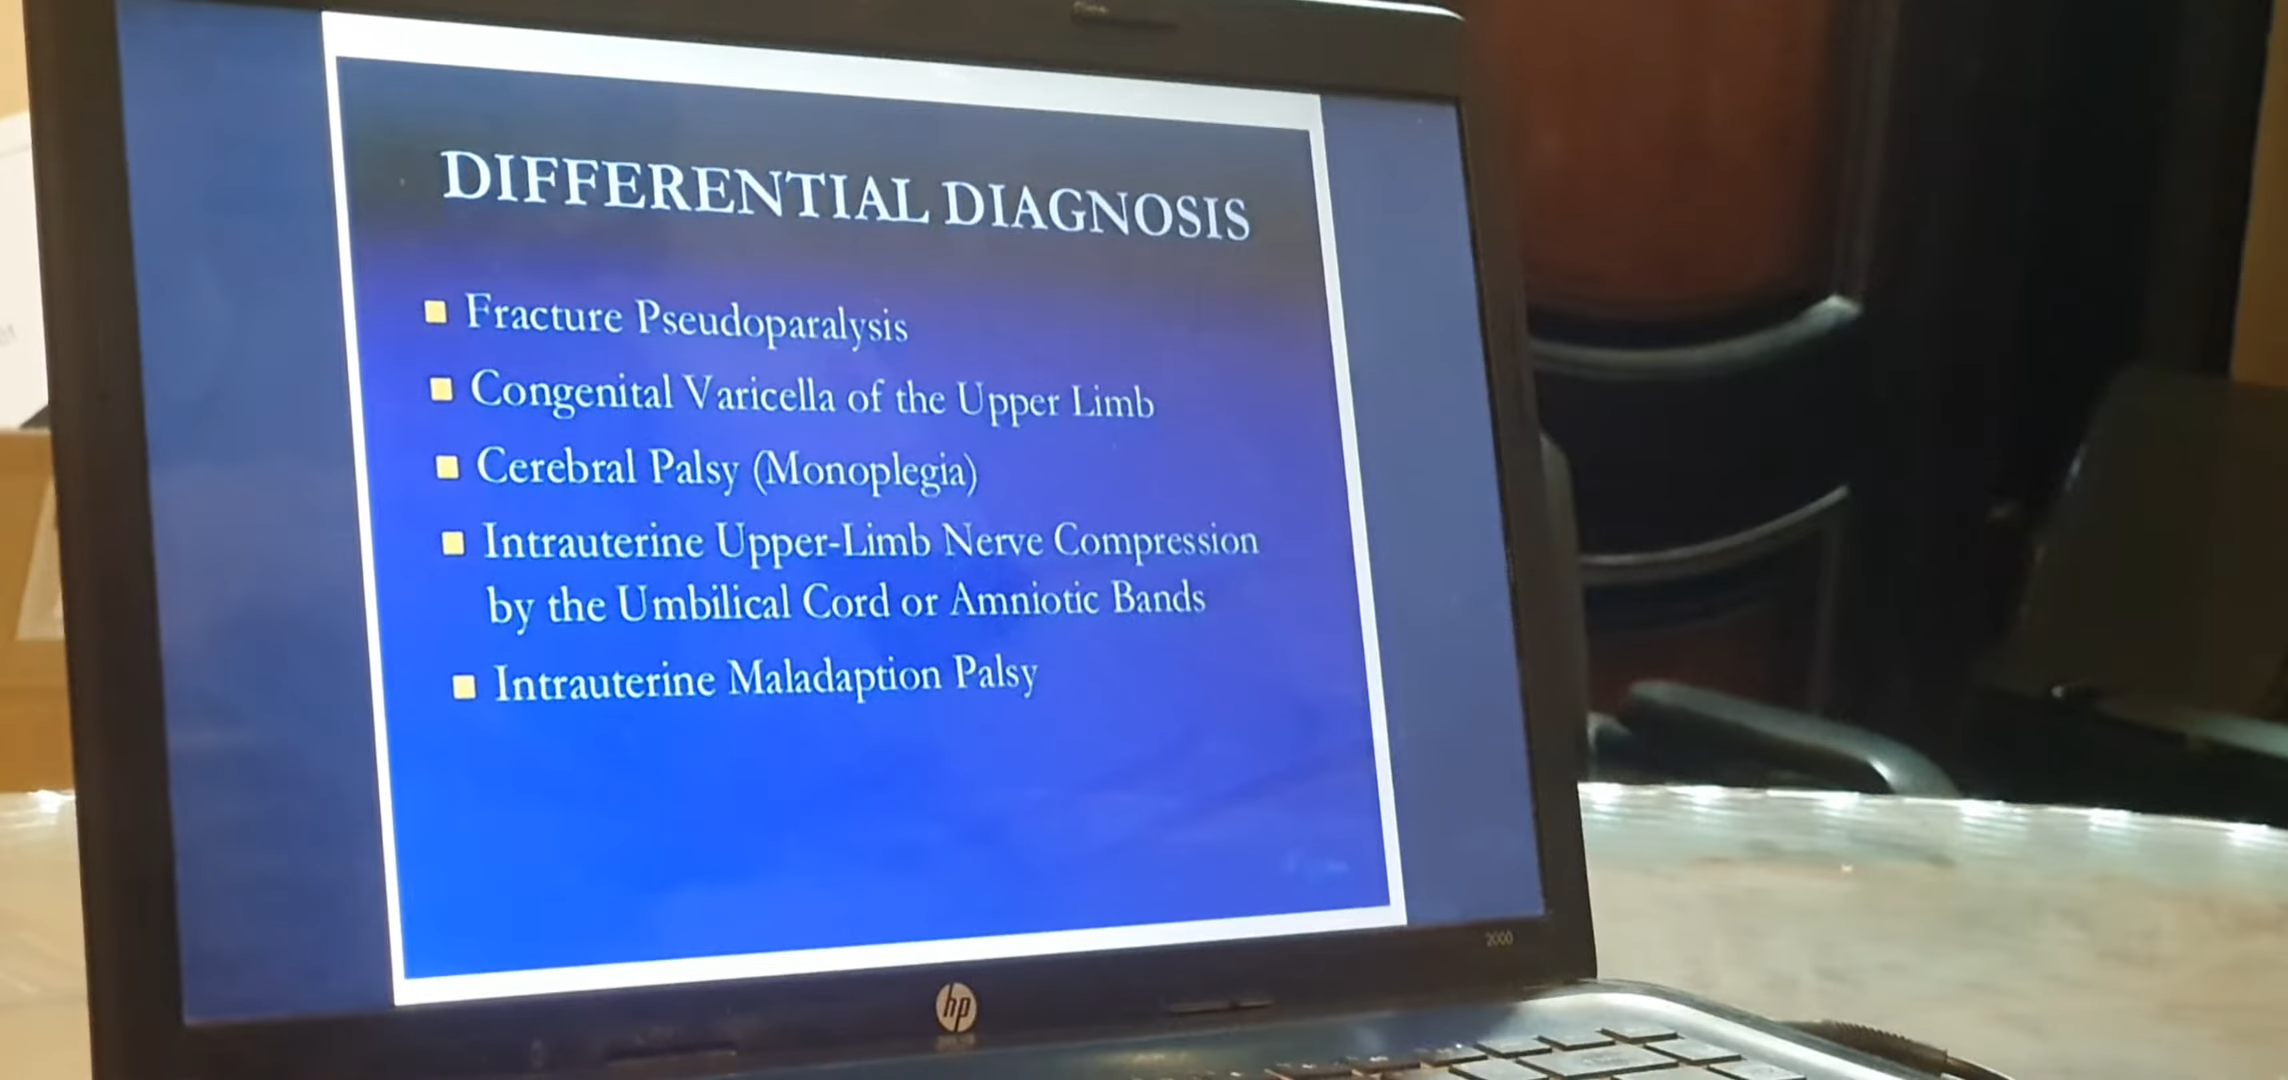 DIFFERENTIAL DIAGNOSIS
Fracture Pseudoparalysis
Congenital Varicella of the Upper Limb
Cerebral Palsy (Monoplegia)
Intrauterine Upper-Limb Nerve Compression
by the Umbilical Cord or Amniotic Bands
Intrauterine Maladaption Palsy
2000
hp